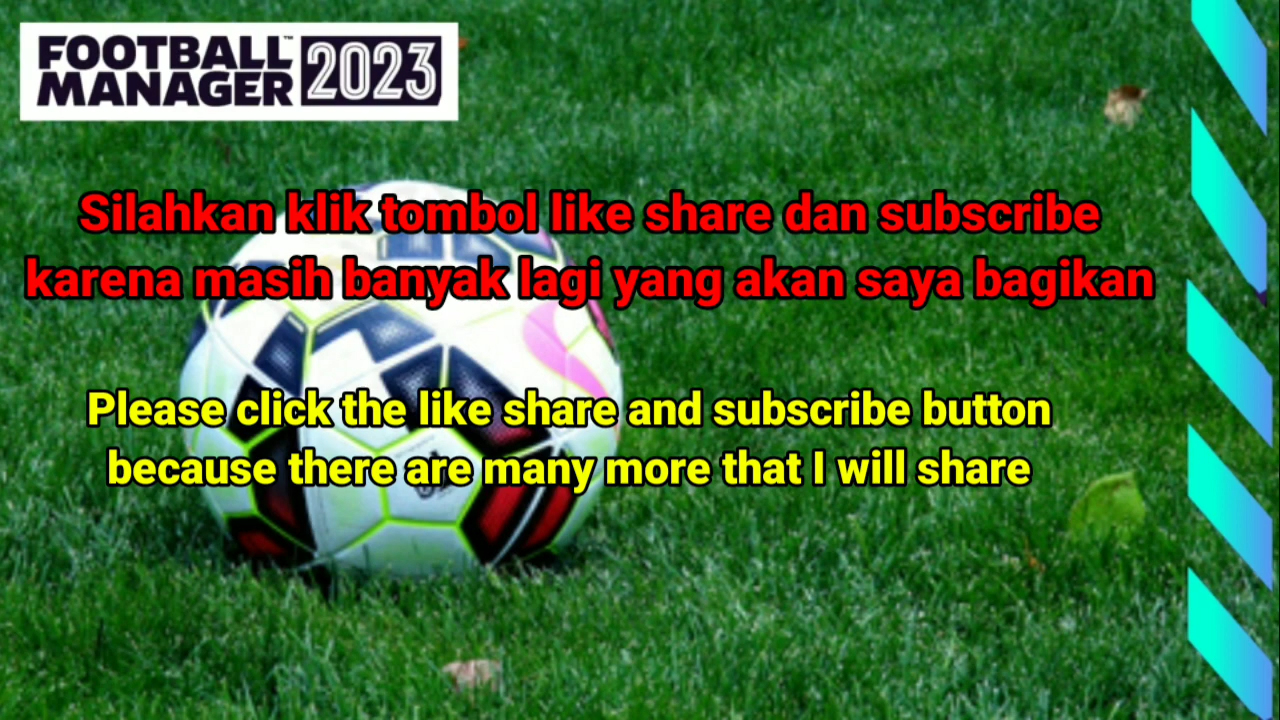 FOOTBALL™
MANAGER 2023
Silahkan klik tombol like share dan subscribe
karena masih banyak lagi yang akan saya bagikan
Please click the like share and subscribe button
because there are many more that I will share